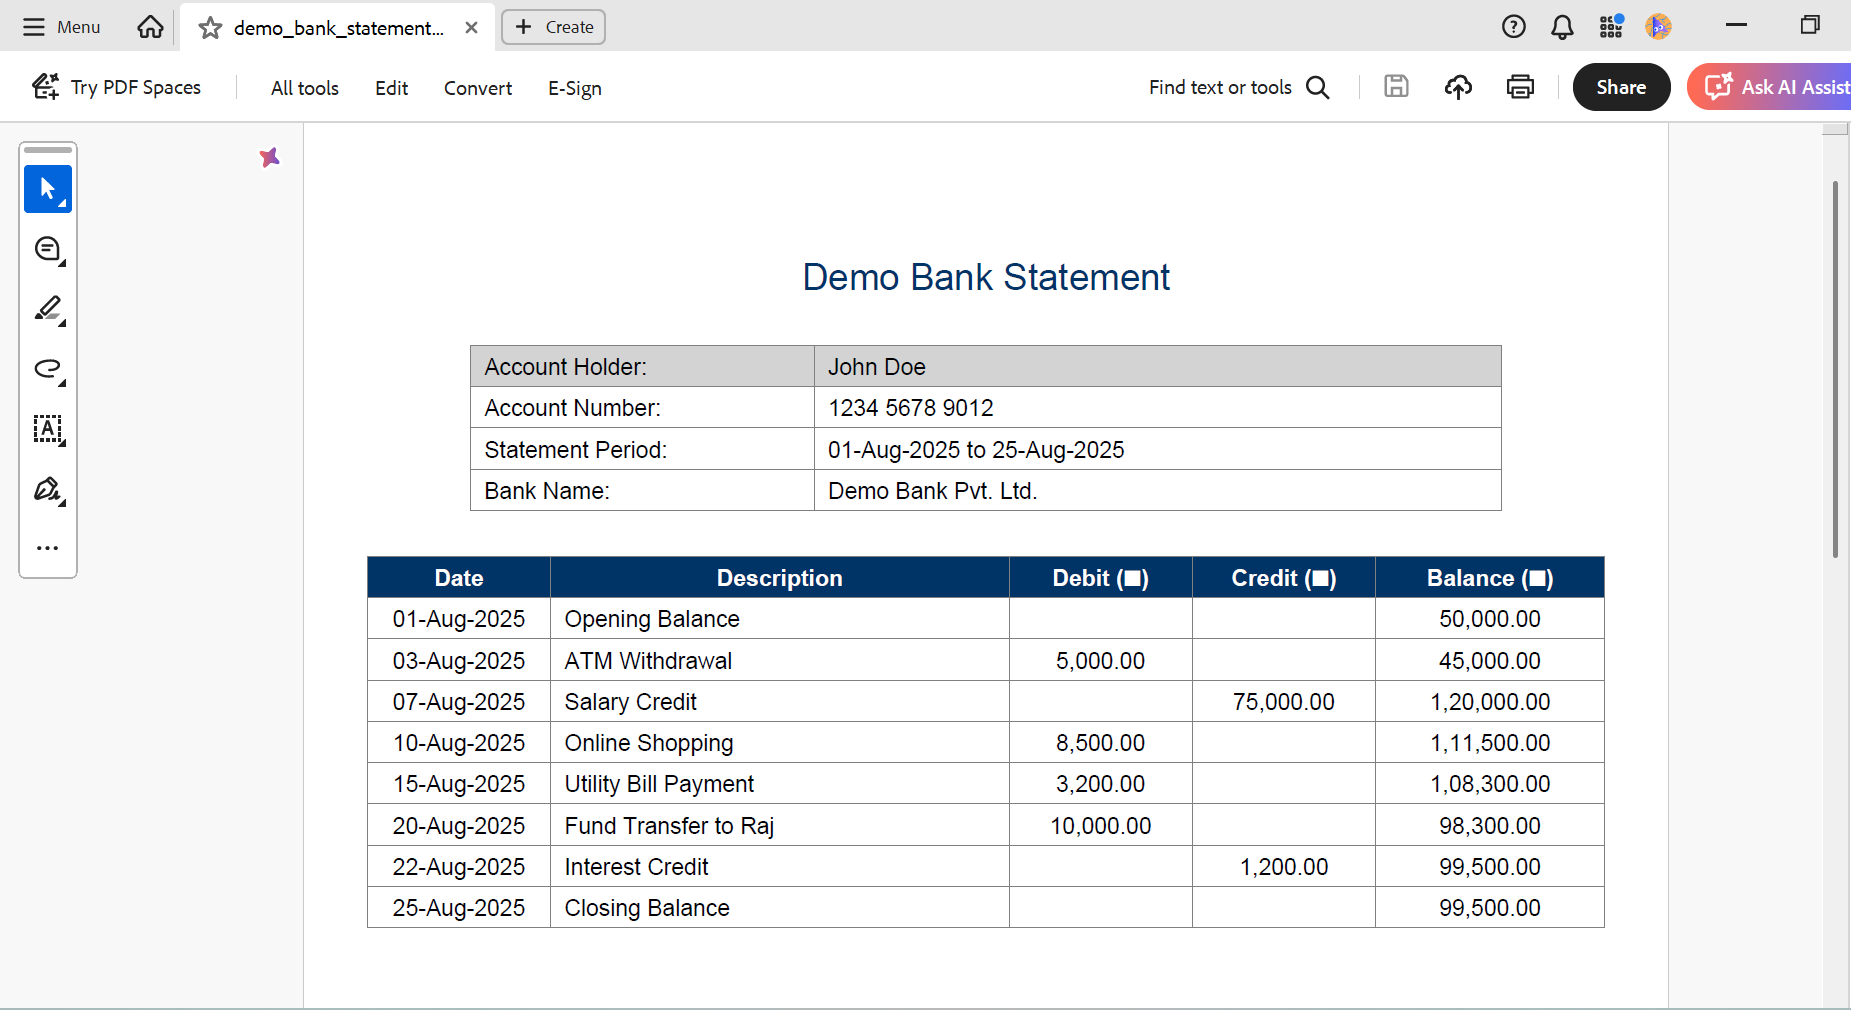 Menu
demo_bank_statement...
Create
Try PDF Spaces
All tools
Edit
Convert
E-Sign
Find text or tools
Share
Ask AI Assist
Demo Bank Statement
Account Holder: John Doe
Account Number: 1234 5678 9012
Statement Period: 01-Aug-2025 to 25-Aug-2025
Bank Name: Demo Bank Pvt. Ltd.
Date Description Debit (■) Credit (■) Balance (■)
01-Aug-2025 Opening Balance 50,000.00
03-Aug-2025 ATM Withdrawal 5,000.00 45,000.00
07-Aug-2025 Salary Credit 75,000.00 1,20,000.00
10-Aug-2025 Online Shopping 8,500.00 1,11,500.00
15-Aug-2025 Utility Bill Payment 3,200.00 1,08,300.00
20-Aug-2025 Fund Transfer to Raj 10,000.00 98,300.00
22-Aug-2025 Interest Credit 1,200.00 99,500.00
25-Aug-2025 Closing Balance 99,500.00